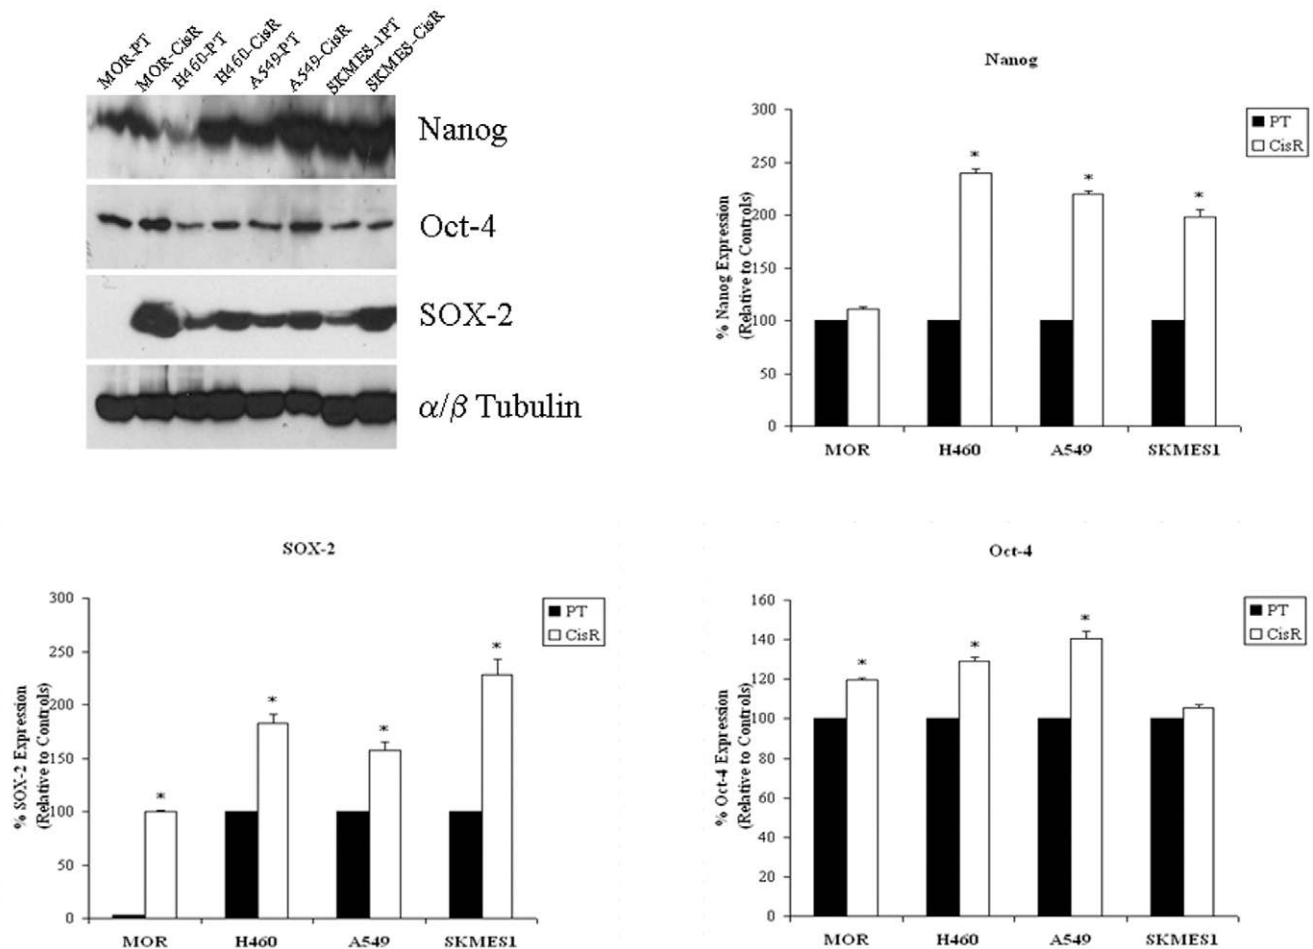 MOR-PT
MOR-CisR
H460-PT
H460-CisR
A549-PT
A549-CisR
SKMES-1PT
SKMES-CisR
Nanog
Oct-4
SOX-2
α/β Tubulin
Nanog
% Nanog Expression
(Relative to Controls)
300
250
200
150
100
50
0
MOR H460 A549 SKMES1
PT
CisR
SOX-2
% SOX-2 Expression
(Relative to Controls)
300
250
200
150
100
50
0
MOR H460 A549 SKMES1
* * * *
PT
CisR
Oct-4
% Oct-4 Expression
(Relative to Controls)
160
140
120
100
80
60
40
20
0
MOR H460 A549 SKMES1
* * *
PT
CisR